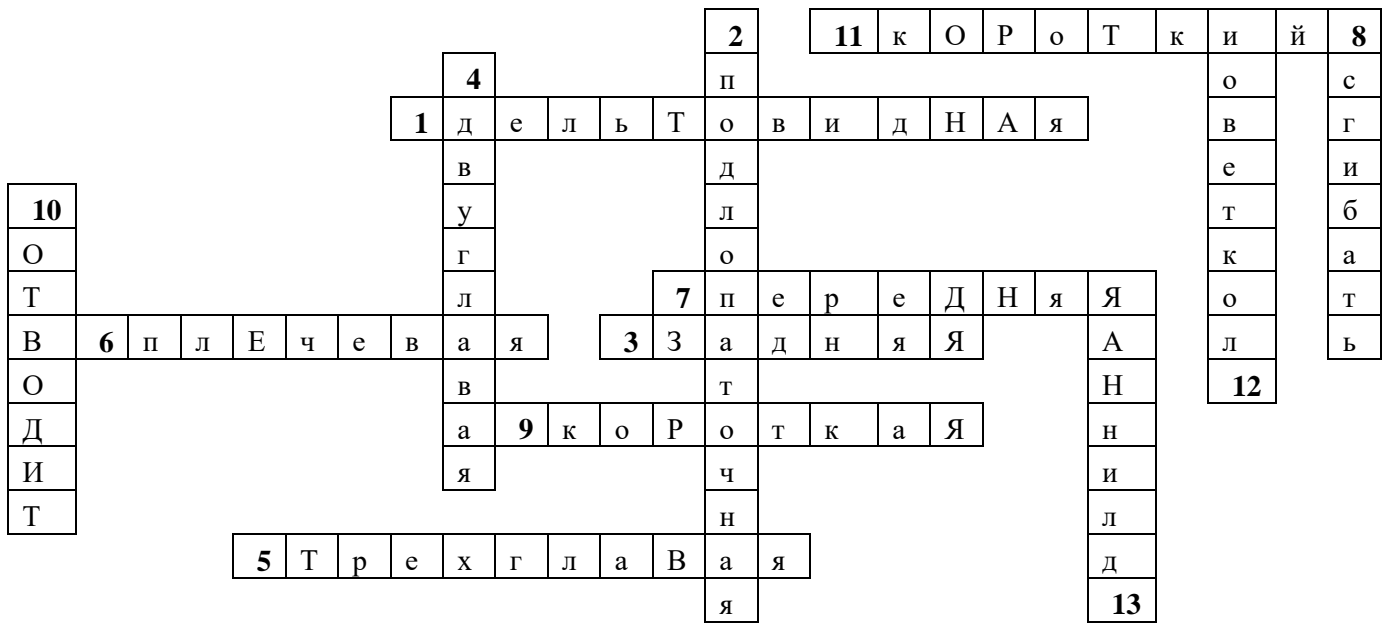 2 11 к О Р о Т к и й 8
4 п о с
1 д е л ь Т о в и д Н А я в г
в д е и
10 у л т б
О г о к а
Т л 7 п е р е Д Н я Я о т
В 6 п л Е ч е в а я 3 З а д н я Я А л ь
О в т Н 12
Д а 9 к о Р о т к а Я н
И я ч и
Т н л
5 Т р е х г л а В а я д
я 13